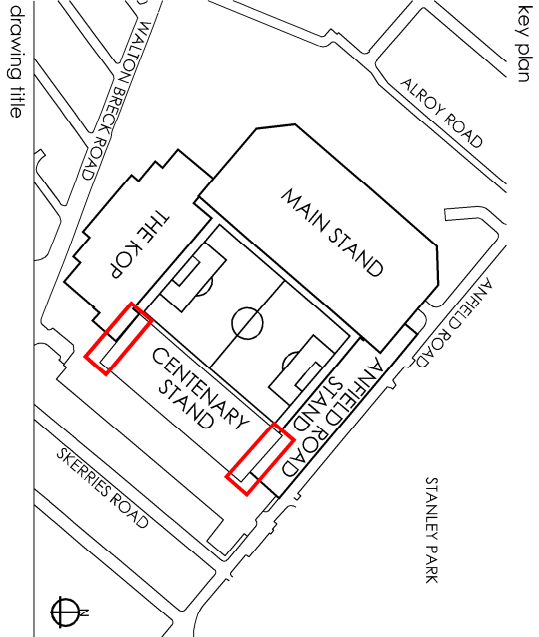 key plan
ALROY ROAD
WALTON BRECK ROAD
MAIN STAND
THE KOP
ANFIELD ROAD
CENTENARY
STAND
ANFIELD ROAD
STAND
SKERRIES ROAD
STANLEY PARK
N
drawing title